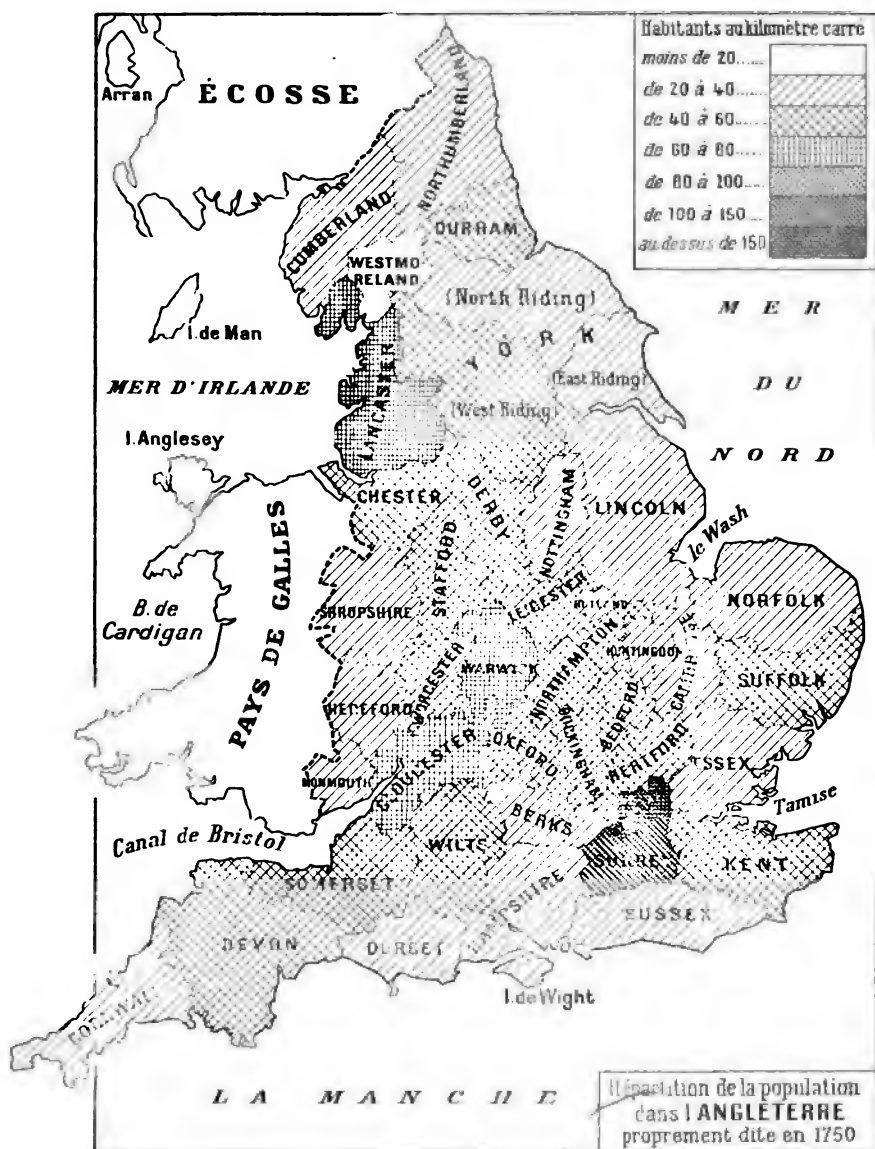 Habitants au kilomètre carré
moins de 20......
de 20 à 40......
de 40 à 60......
de 60 à 80......
de 80 à 100......
de 100 à 150....
au dessus de 150
Arran
ÉCOSSE
NORTHUMBERLAND
CUMBERLAND
DURHAM
WESTMO
RELAND
I. de Man
(North Riding)
YORK
(East Riding)
(West Riding)
MER
DU
NORD
MER D'IRLANDE
LANCASTER
I. Anglesey
CHESTER
DERBY
NOTTINGHAM
LINCOLN
le Wash
PAYS DE GALLES
B. de
Cardigan
STAFFORD
SHROPSHIRE
LEICESTER
RUTLAND
NORFOLK
WORCESTER
WARWICK
NORTHAMPTON
HUNTINGDON
SUFFOLK
HEREFORD
BEDFORD
MONMOUTH
GLOUCESTER
OXFORD
BUCKINGHAM
HERTFORD
ESSEX
Tamise
Canal de Bristol
BERKS
WILTS
KENT
SOMERSET
HAMPSHIRE
SUSSEX
DEVON
DORSET
I. de Wight
LA MANCHE
Répartition de la population
dans l'ANGLETERRE
proprement dite en 1750